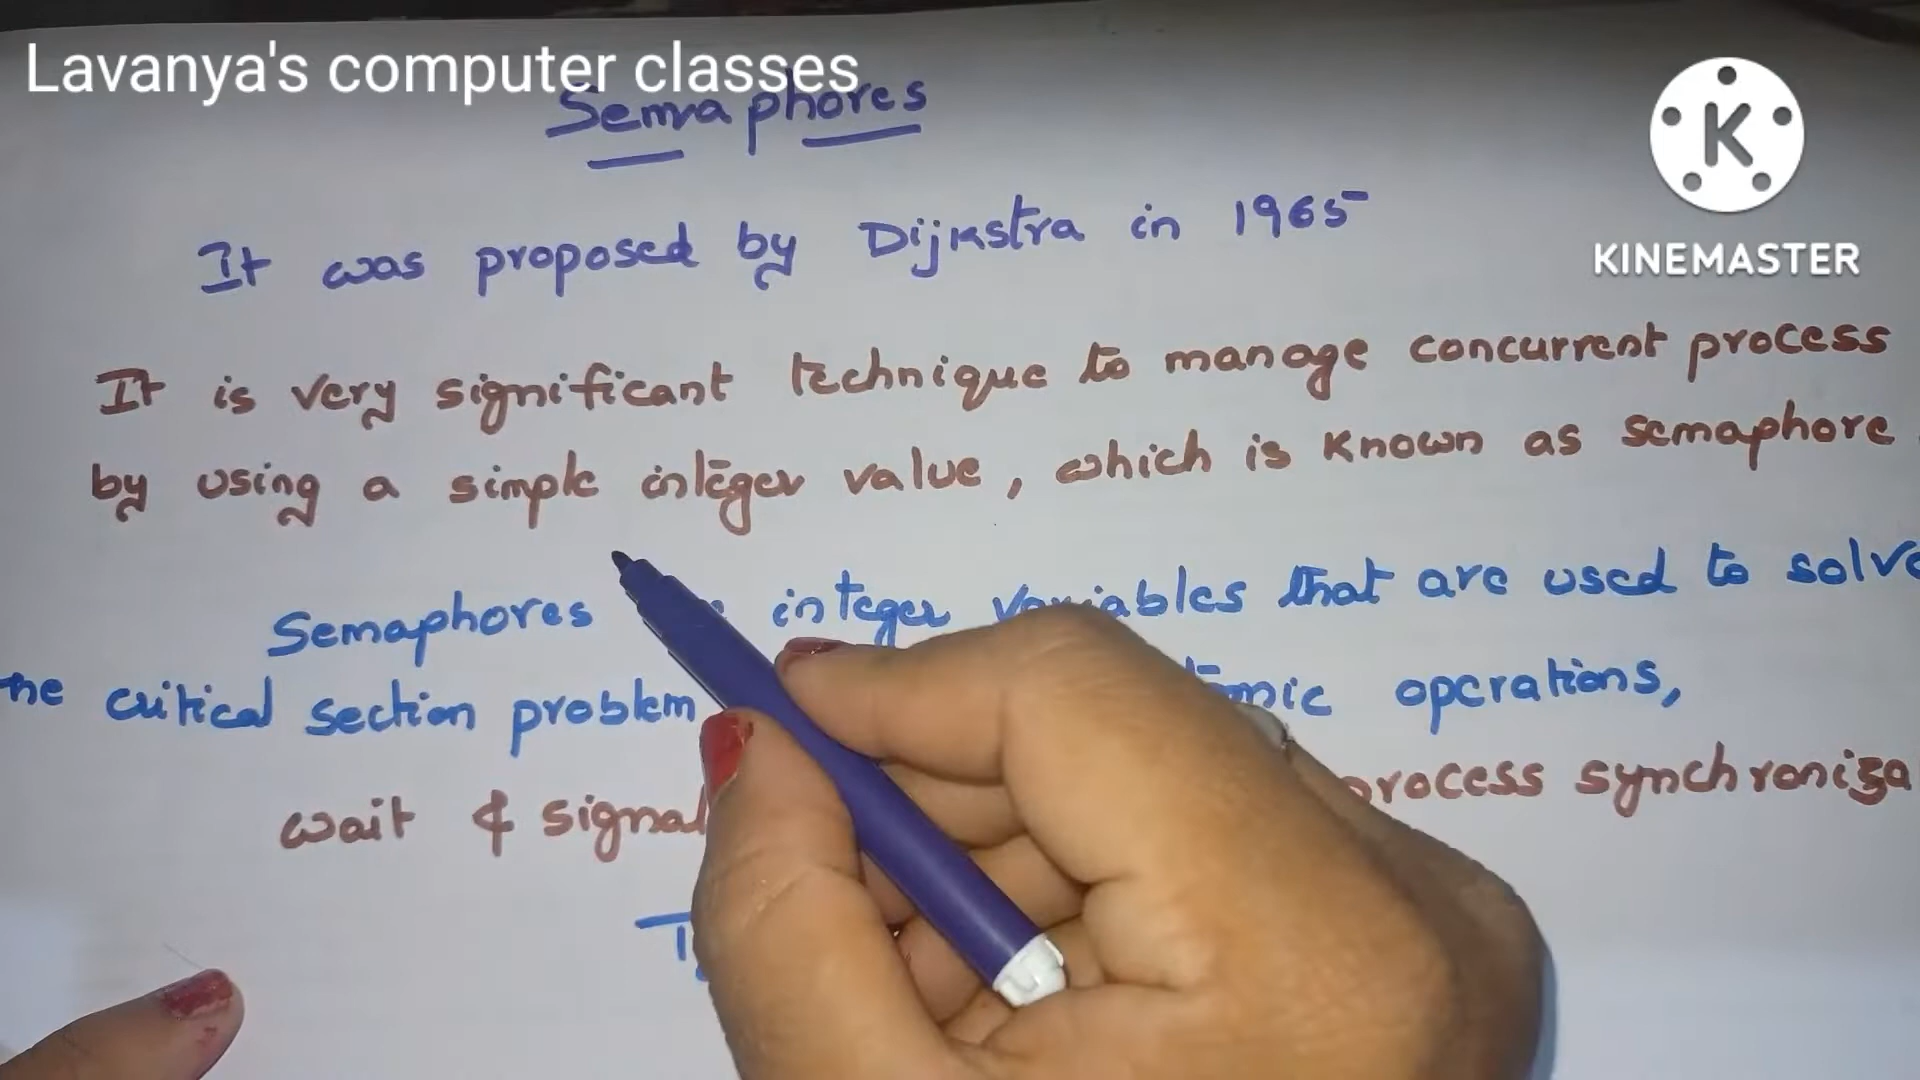 Lavanya's computer classes
Semaphores
KINEMASTER
It was proposed by Dijkstra in 1965
It is very significant technique to manage concurrent process
by using a simple integer value, which is known as semaphore.
Semaphores integer variables that are used to solve
the critical section problem operations,
wait & signal process synchroniza